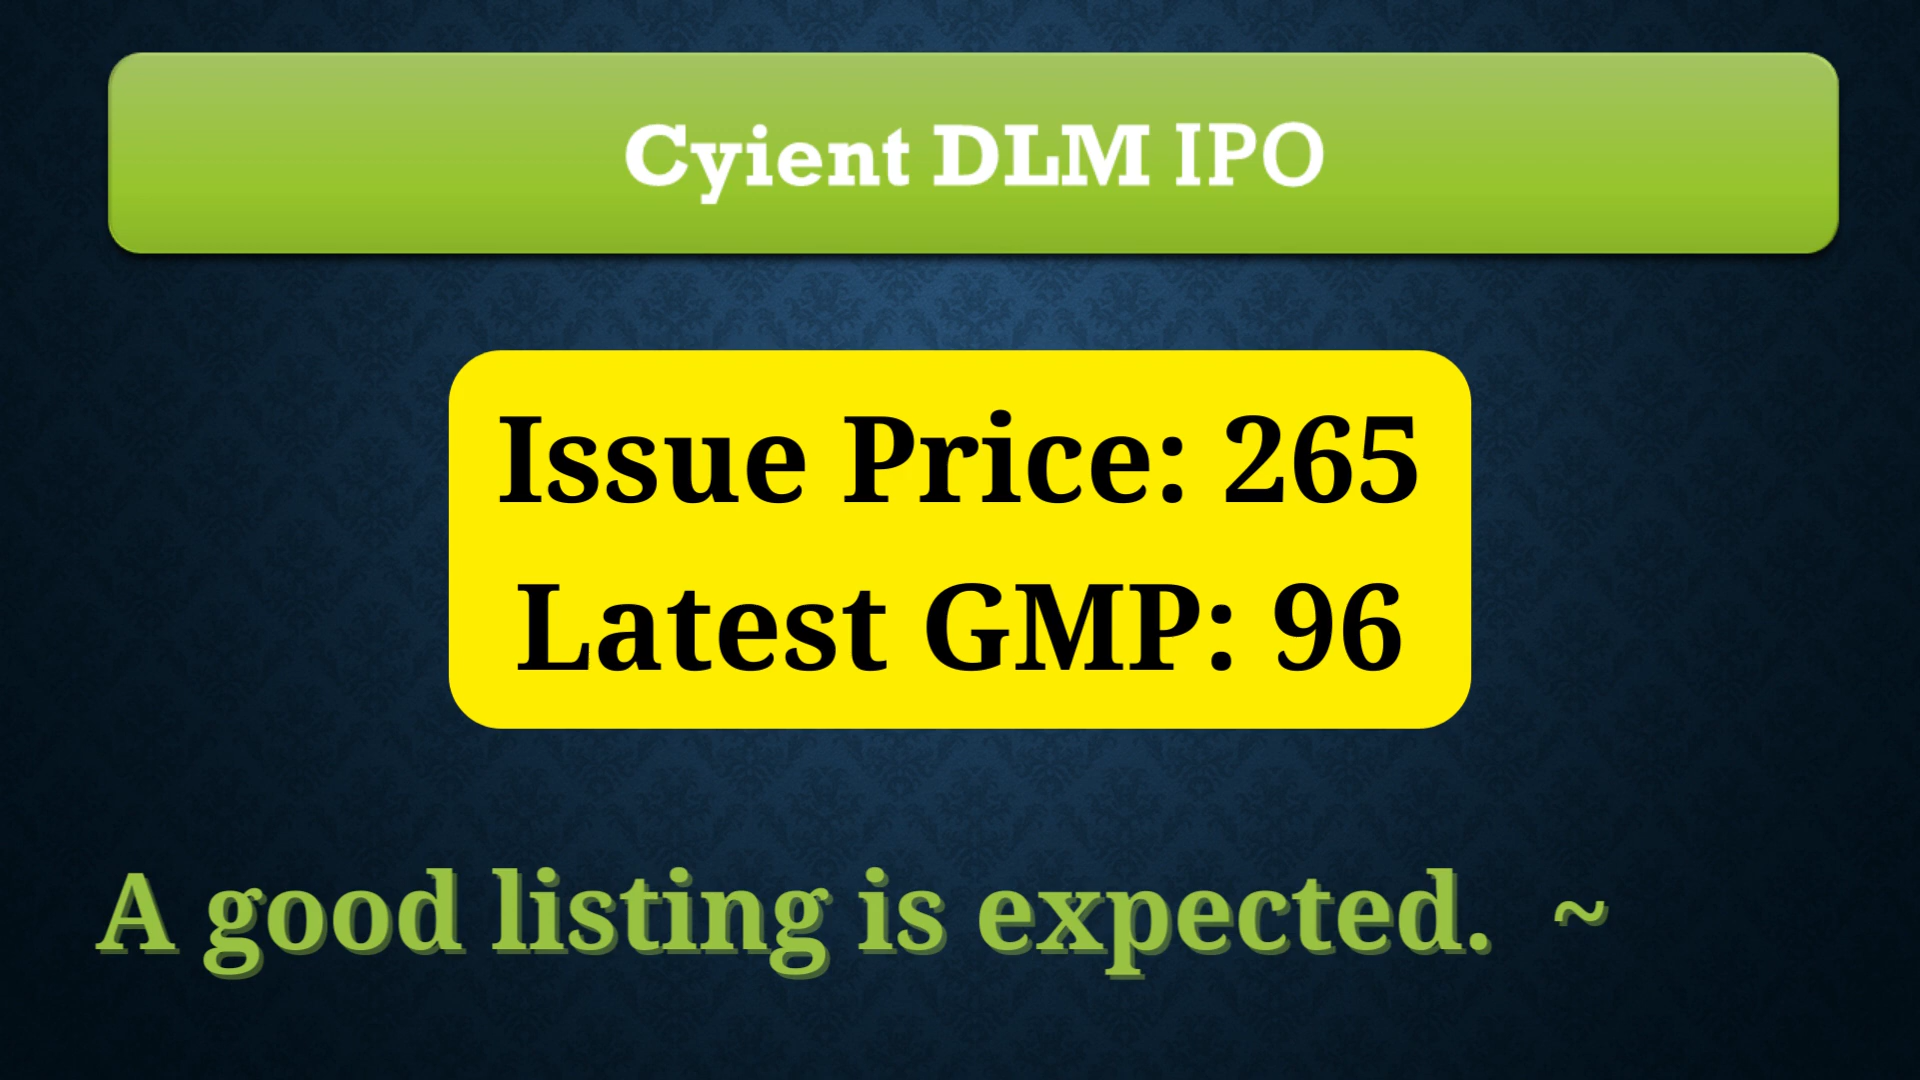 Cyient DLM IPO
Issue Price: 265
Latest GMP: 96
A good listing is expected.  ~